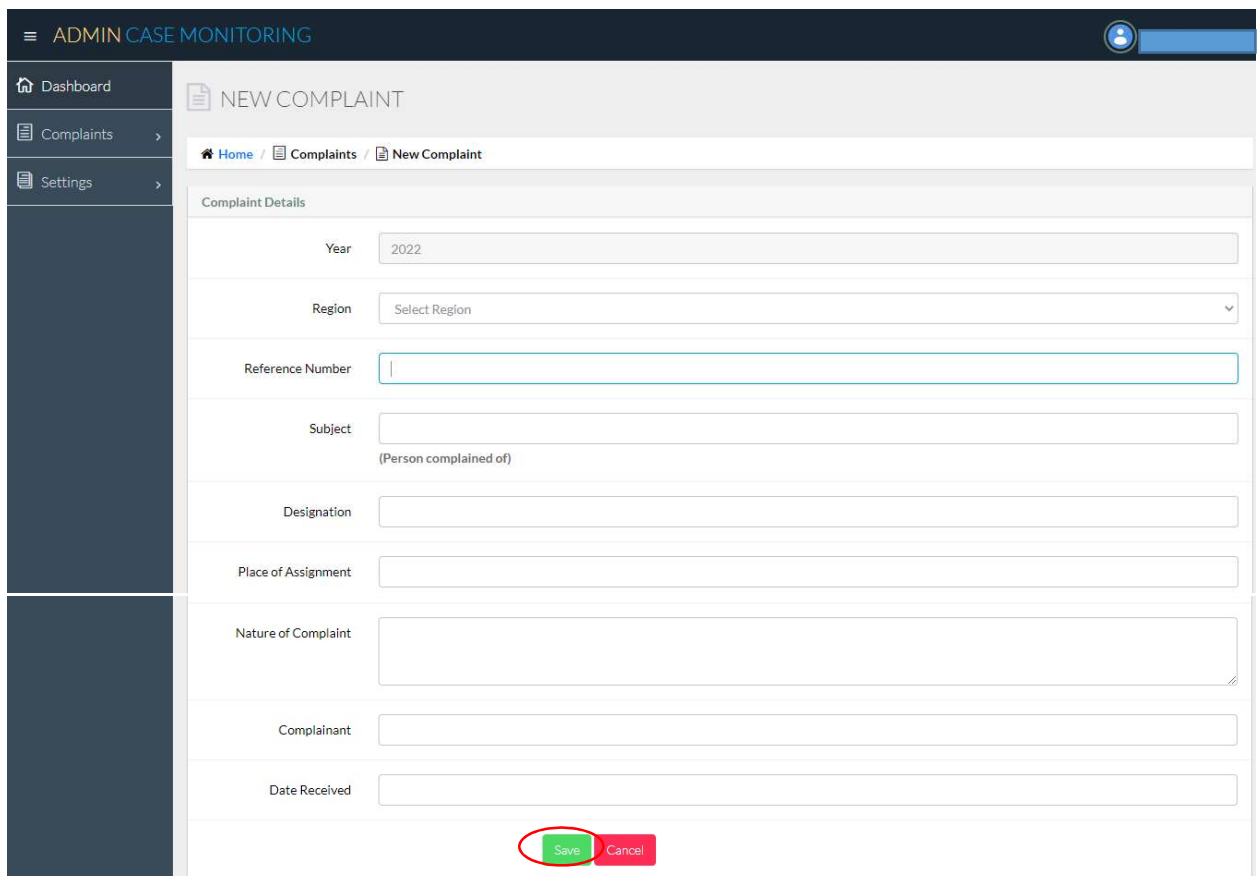 ≡ ADMIN CASE MONITORING
Dashboard
Complaints
Settings
NEW COMPLAINT
Home / Complaints / New Complaint
Complaint Details
Year 2022
Region Select Region
Reference Number
Subject
(Person complained of)
Designation
Place of Assignment
Nature of Complaint
Complainant
Date Received
Save Cancel